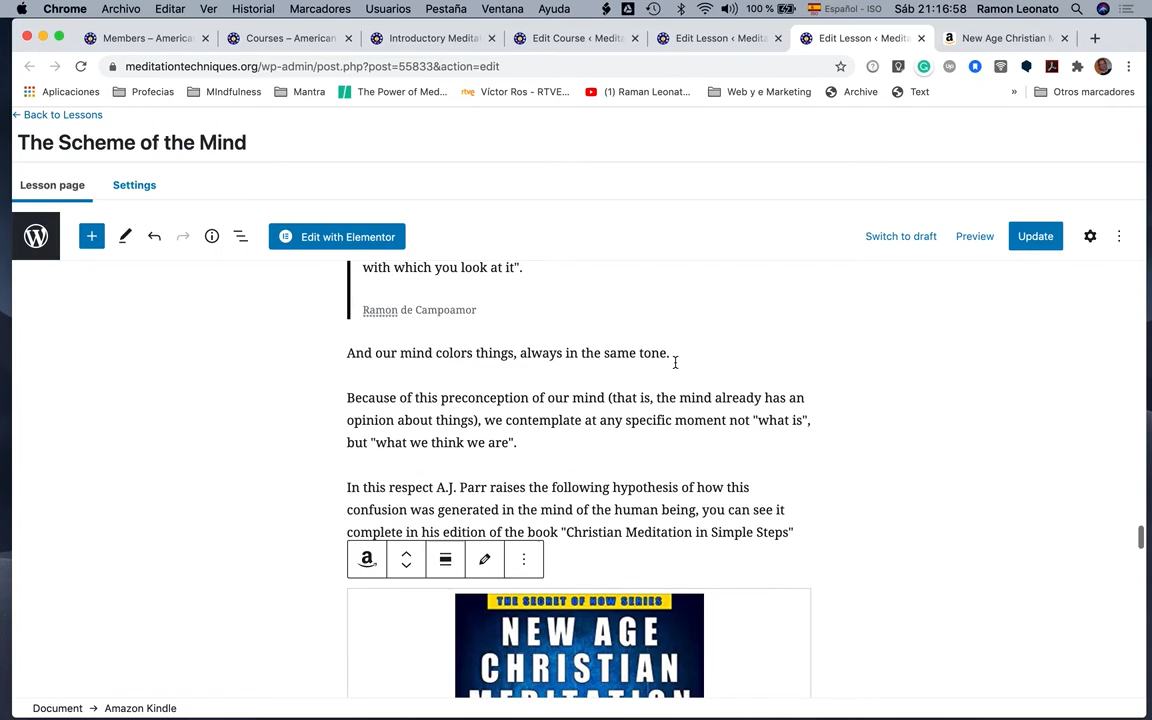 Chrome Archivo Editar Ver Historial Marcadores Usuarios Pestaña Ventana Ayuda 100 % Español - ISO Sáb 21:16:58 Ramon Leonato
Members – America Courses – American Introductory Medita Edit Course ‹ Medita Edit Lesson ‹ Medita Edit Lesson ‹ Medita New Age Christian M
meditationtechniques.org/wp-admin/post.php?post=55833&action=edit
Aplicaciones Profecias MIndfulness Mantra The Power of Med... Víctor Ros - RTVE... (1) Raman Leonat... Web y e Marketing Archive Text » Otros marcadores
← Back to Lessons
The Scheme of the Mind
Lesson page Settings
Edit with Elementor Switch to draft Preview Update
with which you look at it".
Ramon de Campoamor
And our mind colors things, always in the same tone.
Because of this preconception of our mind (that is, the mind already has an
opinion about things), we contemplate at any specific moment not "what is",
but "what we think we are".
In this respect A.J. Parr raises the following hypothesis of how this
confusion was generated in the mind of the human being, you can see it
complete in his edition of the book "Christian Meditation in Simple Steps"
THE SECRET OF NOW SERIES
NEW AGE
CHRISTIAN
MEDITATION
Document → Amazon Kindle